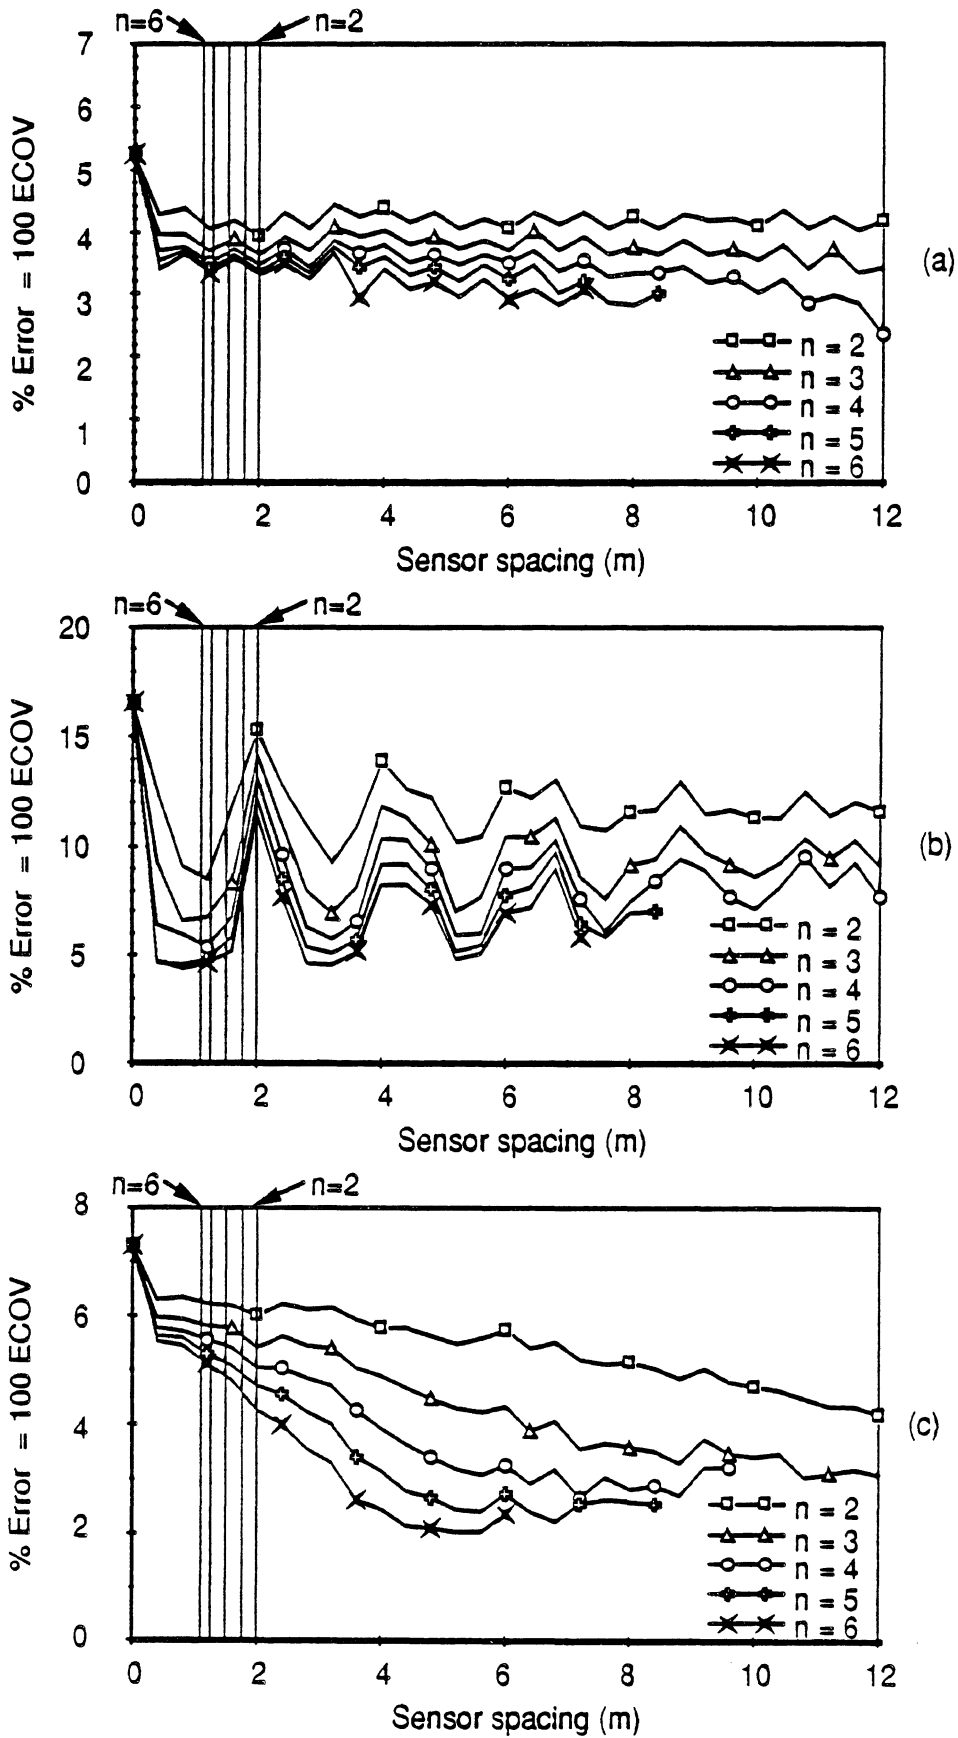 n=6 n=2
7
6
5
4
3
2
1
0
% Error = 100 ECOV
(a)
n = 2
n = 3
n = 4
n = 5
n = 6
0 2 4 6 8 10 12
Sensor spacing (m)
n=6 n=2
20
15
10
5
0
% Error = 100 ECOV
(b)
n = 2
n = 3
n = 4
n = 5
n = 6
0 2 4 6 8 10 12
Sensor spacing (m)
n=6 n=2
8
6
4
2
0
% Error = 100 ECOV
(c)
n = 2
n = 3
n = 4
n = 5
n = 6
0 2 4 6 8 10 12
Sensor spacing (m)